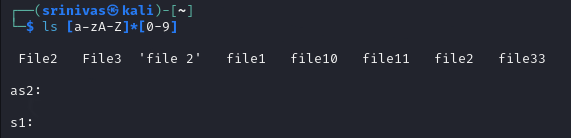 ┌──(srinivas㉿kali)-[~]
└─$ ls [a-zA-Z]*[0-9]
File2 File3 'file 2' file1 file10 file11 file2 file33
as2:
s1: